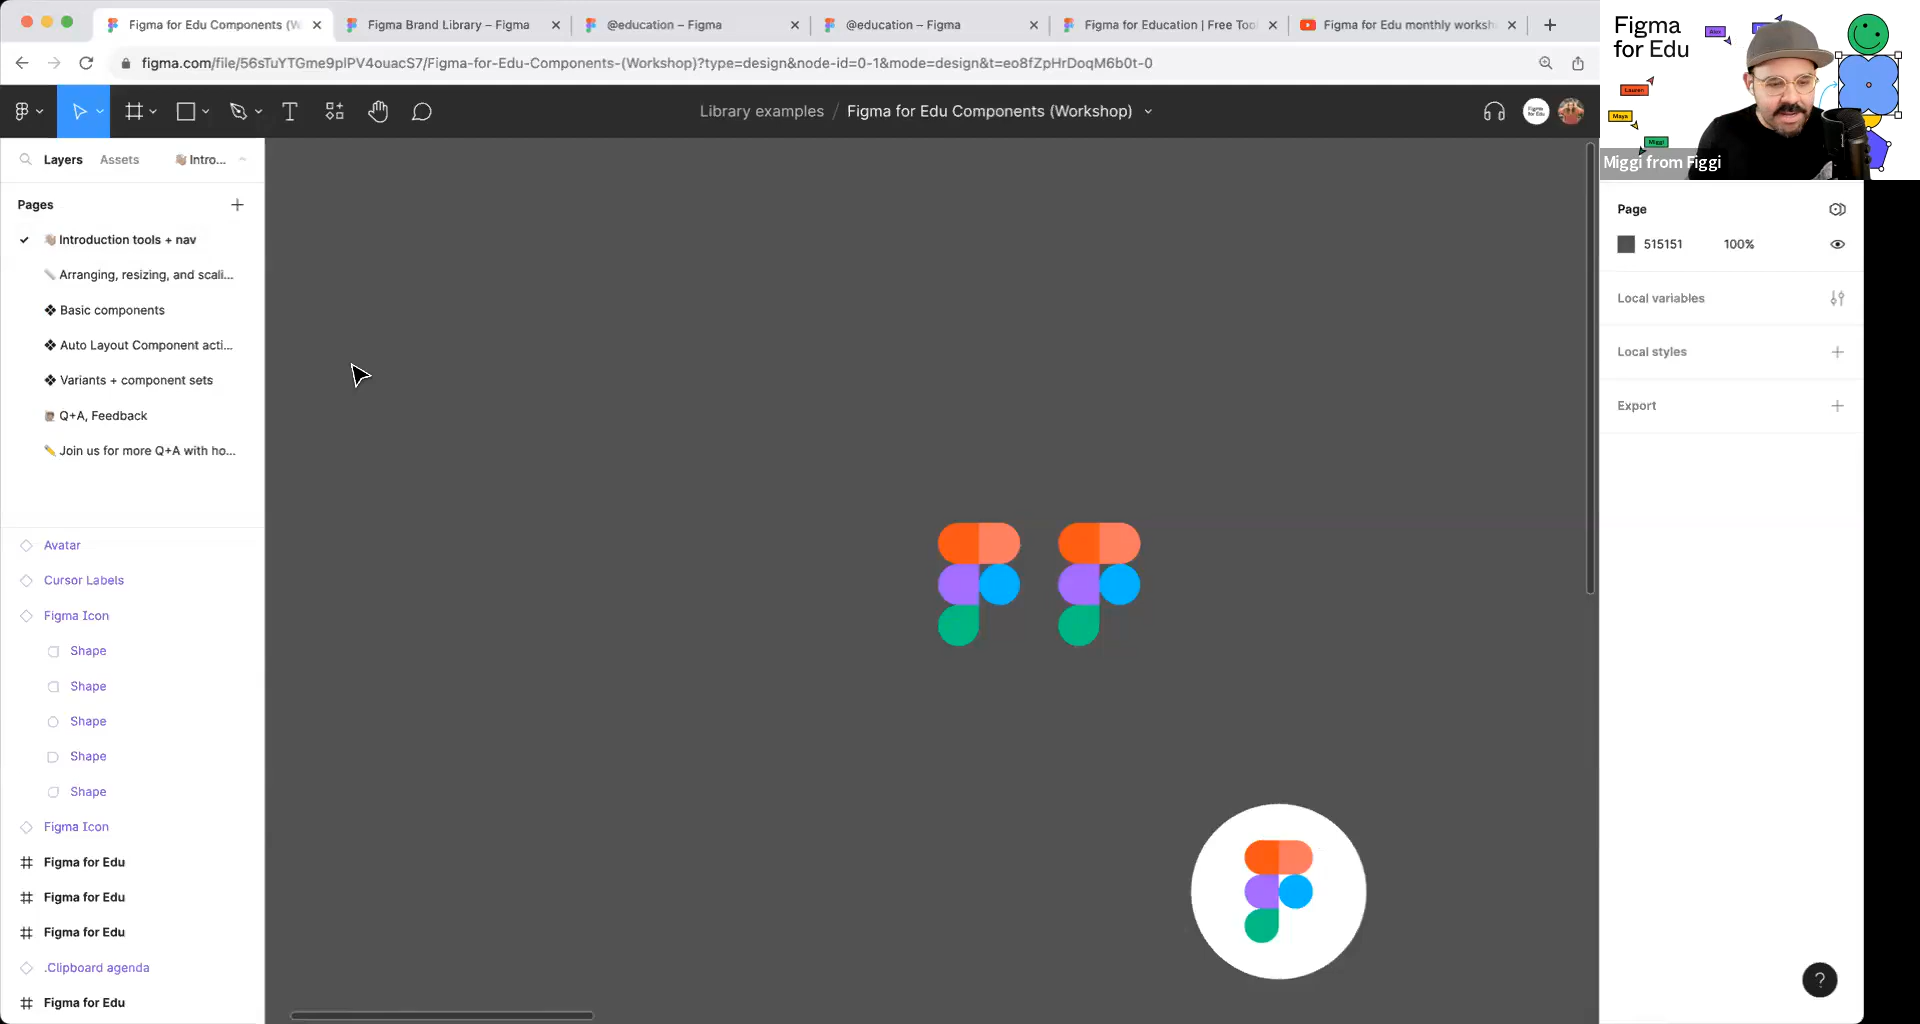 Figma for Edu Components (W
Figma Brand Library – Figma
@education – Figma
@education – Figma
Figma for Education | Free Too
Figma for Edu monthly worksh
figma.com/file/56sTuYTGme9plPV4ouacS7/Figma-for-Edu-Components-(Workshop)?type=design&node-id=0-1&mode=design&t=eo8fZpHrDoqM6b0t-0
Library examples / Figma for Edu Components (Workshop)
Figma
for Edu
Alex
Lauren
Maya
Miggi
Miggi from Figgi
Layers
Assets
👋🏽 Intro...
Pages
👋🏽 Introduction tools + nav
📏 Arranging, resizing, and scali...
❖ Basic components
❖ Auto Layout Component acti...
❖ Variants + component sets
🙋🏽 Q+A, Feedback
✏️ Join us for more Q+A with ho...
Avatar
Cursor Labels
Figma Icon
Shape
Shape
Shape
Shape
Shape
Figma Icon
Figma for Edu
Figma for Edu
Figma for Edu
.Clipboard agenda
Figma for Edu
Page
515151 100%
Local variables
Local styles
Export
?